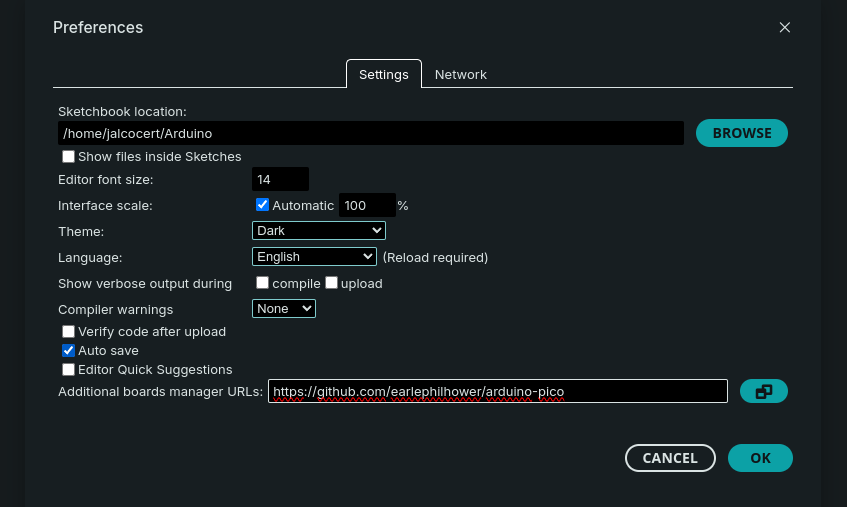 Preferences
Settings Network
Sketchbook location:
/home/jalcocert/Arduino BROWSE
Show files inside Sketches
Editor font size: 14
Interface scale: Automatic 100 %
Theme: Dark
Language: English (Reload required)
Show verbose output during compile upload
Compiler warnings None
Verify code after upload
Auto save
Editor Quick Suggestions
Additional boards manager URLs: https://github.com/earlephilhower/arduino-pico
CANCEL OK